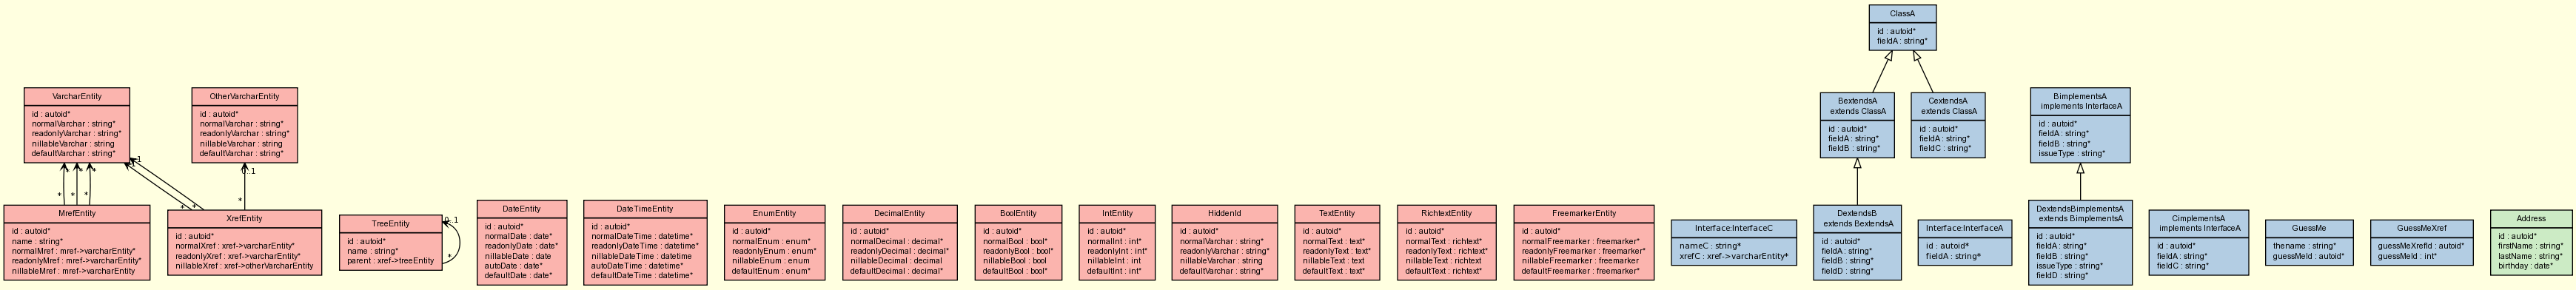 ClassA
id : autoid*
fieldA : string*
VarcharEntity
id : autoid*
normalVarchar : string*
readonlyVarchar : string*
nillableVarchar : string
defaultVarchar : string*
OtherVarcharEntity
id : autoid*
normalVarchar : string*
readonlyVarchar : string*
nillableVarchar : string
defaultVarchar : string*
BextendsA
extends ClassA
id : autoid*
fieldA : string*
fieldB : string*
CextendsA
extends ClassA
id : autoid*
fieldA : string*
fieldC : string*
BimplementsA
implements InterfaceA
id : autoid*
fieldA : string*
fieldB : string*
issueType : string*
* * *
* * *
* *
0..1
*
MrefEntity
id : autoid*
name : string*
normalMref : mref->varcharEntity*
readonlyMref : mref->varcharEntity*
nillableMref : mref->varcharEntity
XrefEntity
id : autoid*
normalXref : xref->varcharEntity*
readonlyXref : xref->varcharEntity*
nillableXref : xref->otherVarcharEntity
TreeEntity
id : autoid*
name : string*
parent : xref->treeEntity
0..1
*
DateEntity
id : autoid*
normalDate : date*
readonlyDate : date*
nillableDate : date
autoDate : date*
defaultDate : date*
DateTimeEntity
id : autoid*
normalDateTime : datetime*
readonlyDateTime : datetime*
nillableDateTime : datetime
autoDateTime : datetime*
defaultDateTime : datetime*
EnumEntity
id : autoid*
normalEnum : enum*
readonlyEnum : enum*
nillableEnum : enum
defaultEnum : enum*
DecimalEntity
id : autoid*
normalDecimal : decimal*
readonlyDecimal : decimal*
nillableDecimal : decimal
defaultDecimal : decimal*
BoolEntity
id : autoid*
normalBool : bool*
readonlyBool : bool*
nillableBool : bool
defaultBool : bool*
IntEntity
id : autoid*
normalInt : int*
readonlyInt : int*
nillableInt : int
defaultInt : int*
HiddenId
id : autoid*
normalVarchar : string*
readonlyVarchar : string*
nillableVarchar : string
defaultVarchar : string*
TextEntity
id : autoid*
normalText : text*
readonlyText : text*
nillableText : text
defaultText : text*
RichtextEntity
id : autoid*
normalText : richtext*
readonlyText : richtext*
nillableText : richtext
defaultText : richtext*
FreemarkerEntity
id : autoid*
normalFreemarker : freemarker*
readonlyFreemarker : freemarker*
nillableFreemarker : freemarker
defaultFreemarker : freemarker*
Interface:InterfaceC
nameC : string*
xrefC : xref->varcharEntity*
DextendsB
extends BextendsA
id : autoid*
fieldA : string*
fieldB : string*
fieldD : string*
Interface:InterfaceA
id : autoid*
fieldA : string*
DextendsBimplementsA
extends BimplementsA
id : autoid*
fieldA : string*
fieldB : string*
issueType : string*
fieldD : string*
CimplementsA
implements InterfaceA
id : autoid*
fieldA : string*
fieldC : string*
GuessMe
thename : string*
guessMeId : autoid*
GuessMeXref
guessMeXrefId : autoid*
guessMeId : int*
Address
id : autoid*
firstName : string*
lastName : string*
birthday : date*